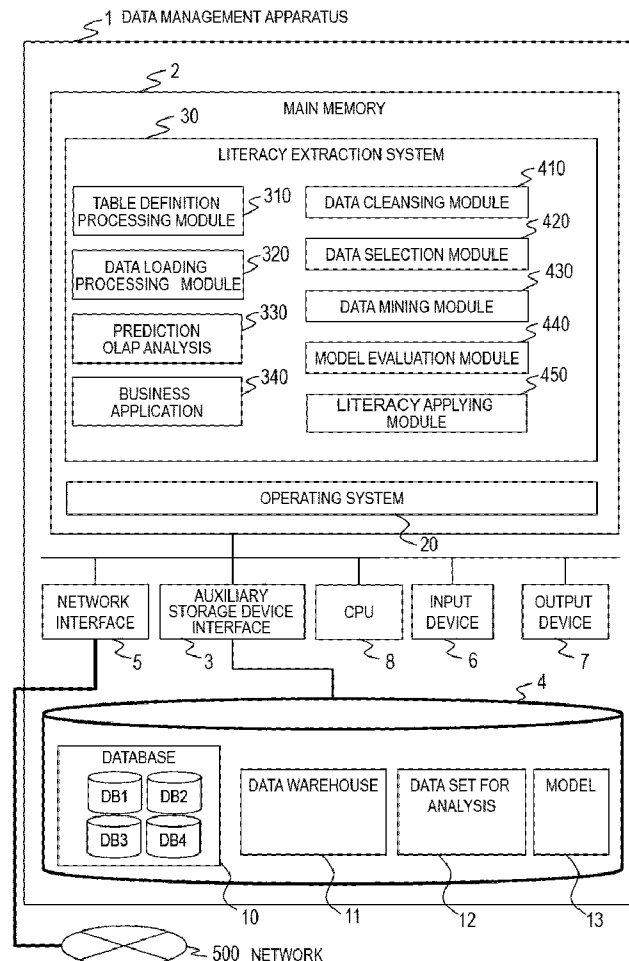 1 DATA MANAGEMENT APPARATUS
2
MAIN MEMORY
30
LITERACY EXTRACTION SYSTEM
TABLE DEFINITION
PROCESSING MODULE
310
DATA LOADING
PROCESSING MODULE
320
PREDICTION
OLAP ANALYSIS
330
BUSINESS
APPLICATION
340
410
DATA CLEANSING MODULE
420
DATA SELECTION MODULE
430
DATA MINING MODULE
440
MODEL EVALUATION MODULE
450
LITERACY APPLYING
MODULE
OPERATING SYSTEM
20
NETWORK
INTERFACE
5
AUXILIARY
STORAGE DEVICE
INTERFACE
3
CPU
8
INPUT
DEVICE
6
OUTPUT
DEVICE
7
4
DATABASE
DB1
DB2
DB3
DB4
10
DATA WAREHOUSE
11
DATA SET FOR
ANALYSIS
12
MODEL
13
500 NETWORK